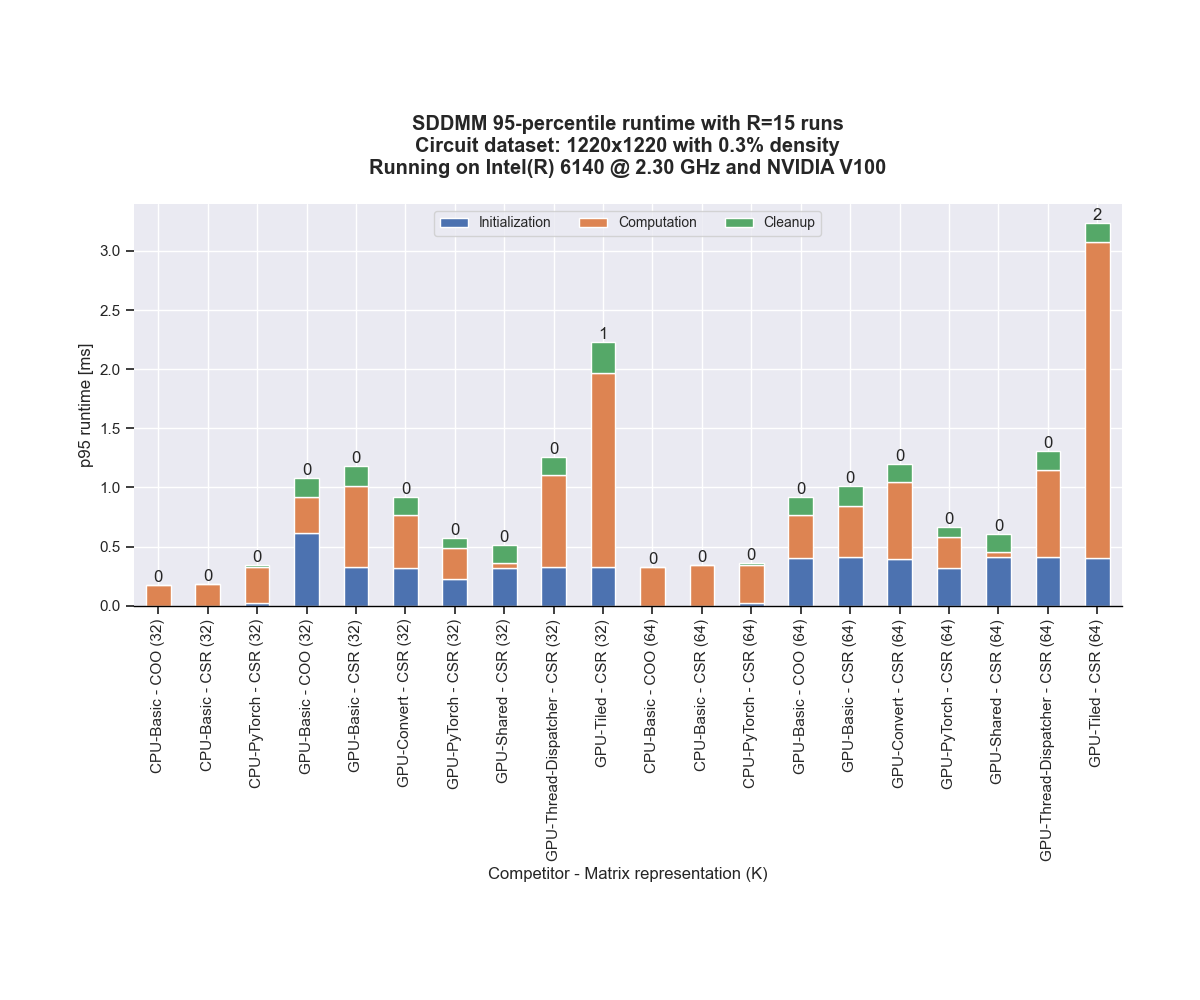 SDDMM 95-percentile runtime with R=15 runs
Circuit dataset: 1220x1220 with 0.3% density
Running on Intel(R) 6140 @ 2.30 GHz and NVIDIA V100
Initialization
Computation
Cleanup
p95 runtime [ms]
3.0
2.5
2.0
1.5
1.0
0.5
0.0
0
0
0
0
0
0
0
0
0
1
0
0
0
0
0
0
0
0
0
2
CPU-Basic - COO (32)
CPU-Basic - CSR (32)
CPU-PyTorch - CSR (32)
GPU-Basic - COO (32)
GPU-Basic - CSR (32)
GPU-Convert - CSR (32)
GPU-PyTorch - CSR (32)
GPU-Shared - CSR (32)
GPU-Thread-Dispatcher - CSR (32)
GPU-Tiled - CSR (32)
CPU-Basic - COO (64)
CPU-Basic - CSR (64)
CPU-PyTorch - CSR (64)
GPU-Basic - COO (64)
GPU-Basic - CSR (64)
GPU-Convert - CSR (64)
GPU-PyTorch - CSR (64)
GPU-Shared - CSR (64)
GPU-Thread-Dispatcher - CSR (64)
GPU-Tiled - CSR (64)
Competitor - Matrix representation (K)